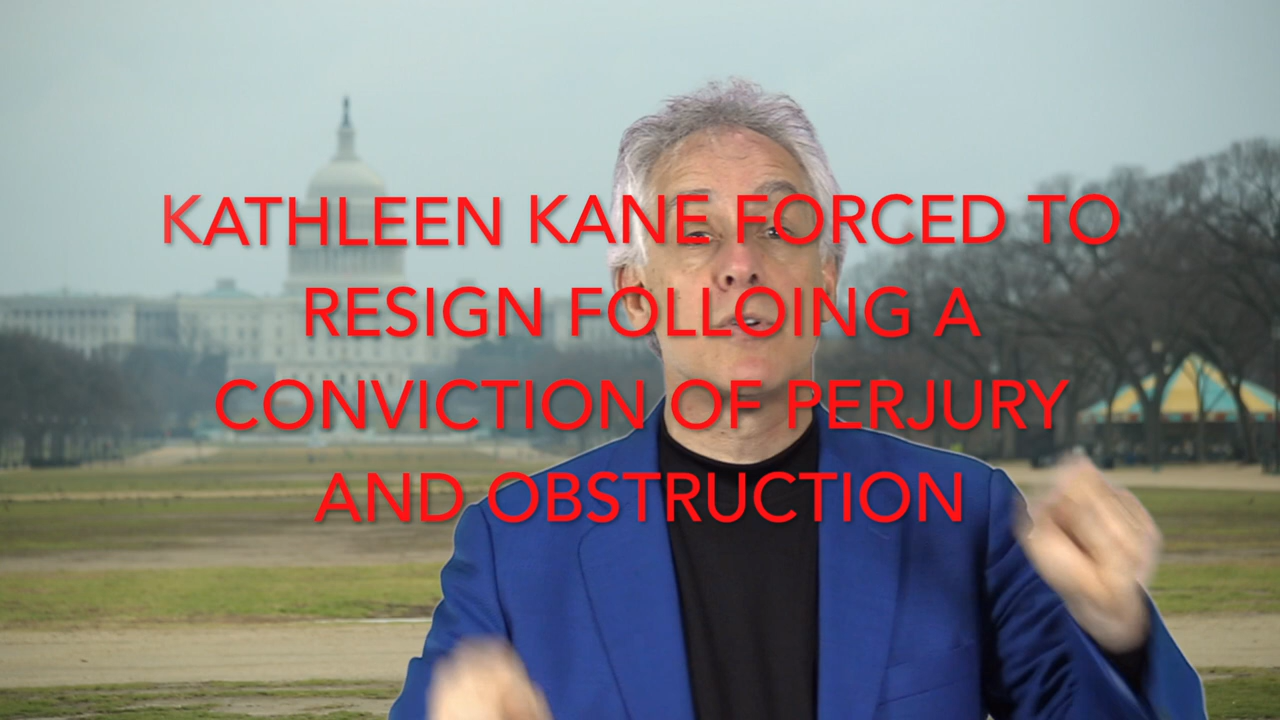 KATHLEEN KANE FORCED TO
RESIGN FOLLOING A
CONVICTION OF PERJURY
AND OBSTRUCTION